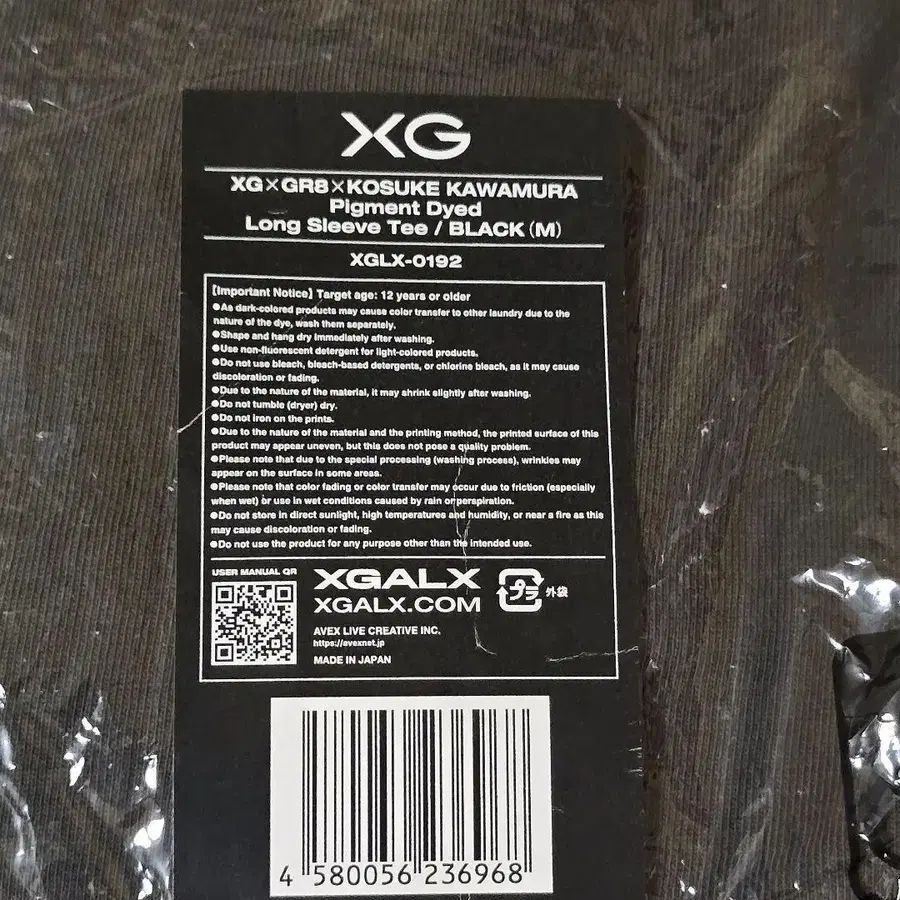 XG
XG×GR8×KOSUKE KAWAMURA
Pigment Dyed
Long Sleeve Tee / BLACK (M)
XGLX-0192
【Important Notice】 Target age: 12 years or older
●As dark-colored products may cause color transfer to other laundry due to the
nature of the dye, wash them separately.
●Shape and hang dry immediately after washing.
●Use non-fluorescent detergent for light-colored products.
●Do not use bleach, bleach-based detergents, or chlorine bleach, as it may cause
discoloration or fading.
●Due to the nature of the material, it may shrink slightly after washing.
●Do not tumble (dryer) dry.
●Do not iron on the prints.
●Due to the nature of the material and the printing method, the printed surface of this
product may appear uneven, but this does not pose a quality problem.
●Please note that due to the special processing (washing process), wrinkles may
appear on the surface in some areas.
●Please note that color fading or color transfer may occur due to friction (especially
when wet) or use in wet conditions caused by rain or perspiration.
●Do not store in direct sunlight, high temperatures and humidity, or near a fire as this
may cause discoloration or fading.
●Do not use the product for any purpose other than the intended use.
USER MANUAL QR
XGALX
XGALX.COM
プラ 外袋
AVEX LIVE CREATIVE INC.
https://avexnet.jp
MADE IN JAPAN
4 580056 236968